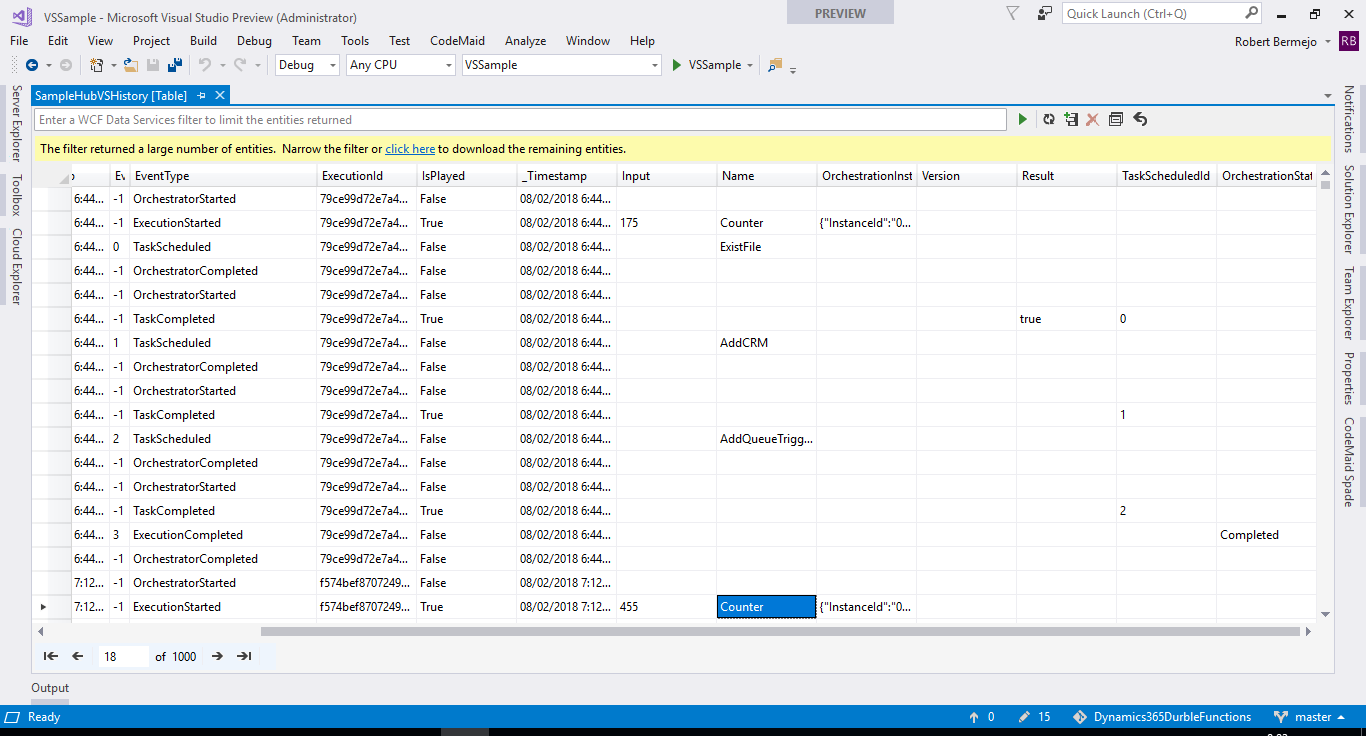 VSSample - Microsoft Visual Studio Preview (Administrator)
PREVIEW
Quick Launch (Ctrl+Q)
File Edit View Project Build Debug Team Tools Test CodeMaid Analyze Window Help
Robert Bermejo RB
Debug Any CPU VSSample VSSample
Server Explorer
Toolbox
Cloud Explorer
SampleHubVSHistory [Table]
Enter a WCF Data Services filter to limit the entities returned
The filter returned a large number of entities. Narrow the filter or click here to download the remaining entities.
EventType ExecutionId IsPlayed _Timestamp Input Name OrchestrationInst Version Result TaskScheduledId OrchestrationStat
6:44... -1 OrchestratorStarted 79ce99d72e7a4... False 08/02/2018 6:44...
6:44... -1 ExecutionStarted 79ce99d72e7a4... True 08/02/2018 6:44... 175 Counter {"InstanceId":"0...
6:44... 0 TaskScheduled 79ce99d72e7a4... False 08/02/2018 6:44... ExistFile
6:44... -1 OrchestratorCompleted 79ce99d72e7a4... False 08/02/2018 6:44...
6:44... -1 OrchestratorStarted 79ce99d72e7a4... False 08/02/2018 6:44...
6:44... -1 TaskCompleted 79ce99d72e7a4... True 08/02/2018 6:44... true 0
6:44... 1 TaskScheduled 79ce99d72e7a4... False 08/02/2018 6:44... AddCRM
6:44... -1 OrchestratorCompleted 79ce99d72e7a4... False 08/02/2018 6:44...
6:44... -1 OrchestratorStarted 79ce99d72e7a4... False 08/02/2018 6:44...
6:44... -1 TaskCompleted 79ce99d72e7a4... True 08/02/2018 6:44... 1
6:44... 2 TaskScheduled 79ce99d72e7a4... False 08/02/2018 6:44... AddQueueTrigg...
6:44... -1 OrchestratorCompleted 79ce99d72e7a4... False 08/02/2018 6:44...
6:44... -1 OrchestratorStarted 79ce99d72e7a4... False 08/02/2018 6:44...
6:44... -1 TaskCompleted 79ce99d72e7a4... True 08/02/2018 6:44... 2
6:44... 3 ExecutionCompleted 79ce99d72e7a4... False 08/02/2018 6:44... Completed
6:44... -1 OrchestratorCompleted 79ce99d72e7a4... False 08/02/2018 6:44...
7:12... -1 OrchestratorStarted f574bef8707249... False 08/02/2018 7:12...
7:12... -1 ExecutionStarted f574bef8707249... True 08/02/2018 7:12... 455 Counter {"InstanceId":"0...
18 of 1000
Notifications
Solution Explorer
Team Explorer
Properties
CodeMaid Spade
Output
Ready 0 15 Dynamics365DurbleFunctions master